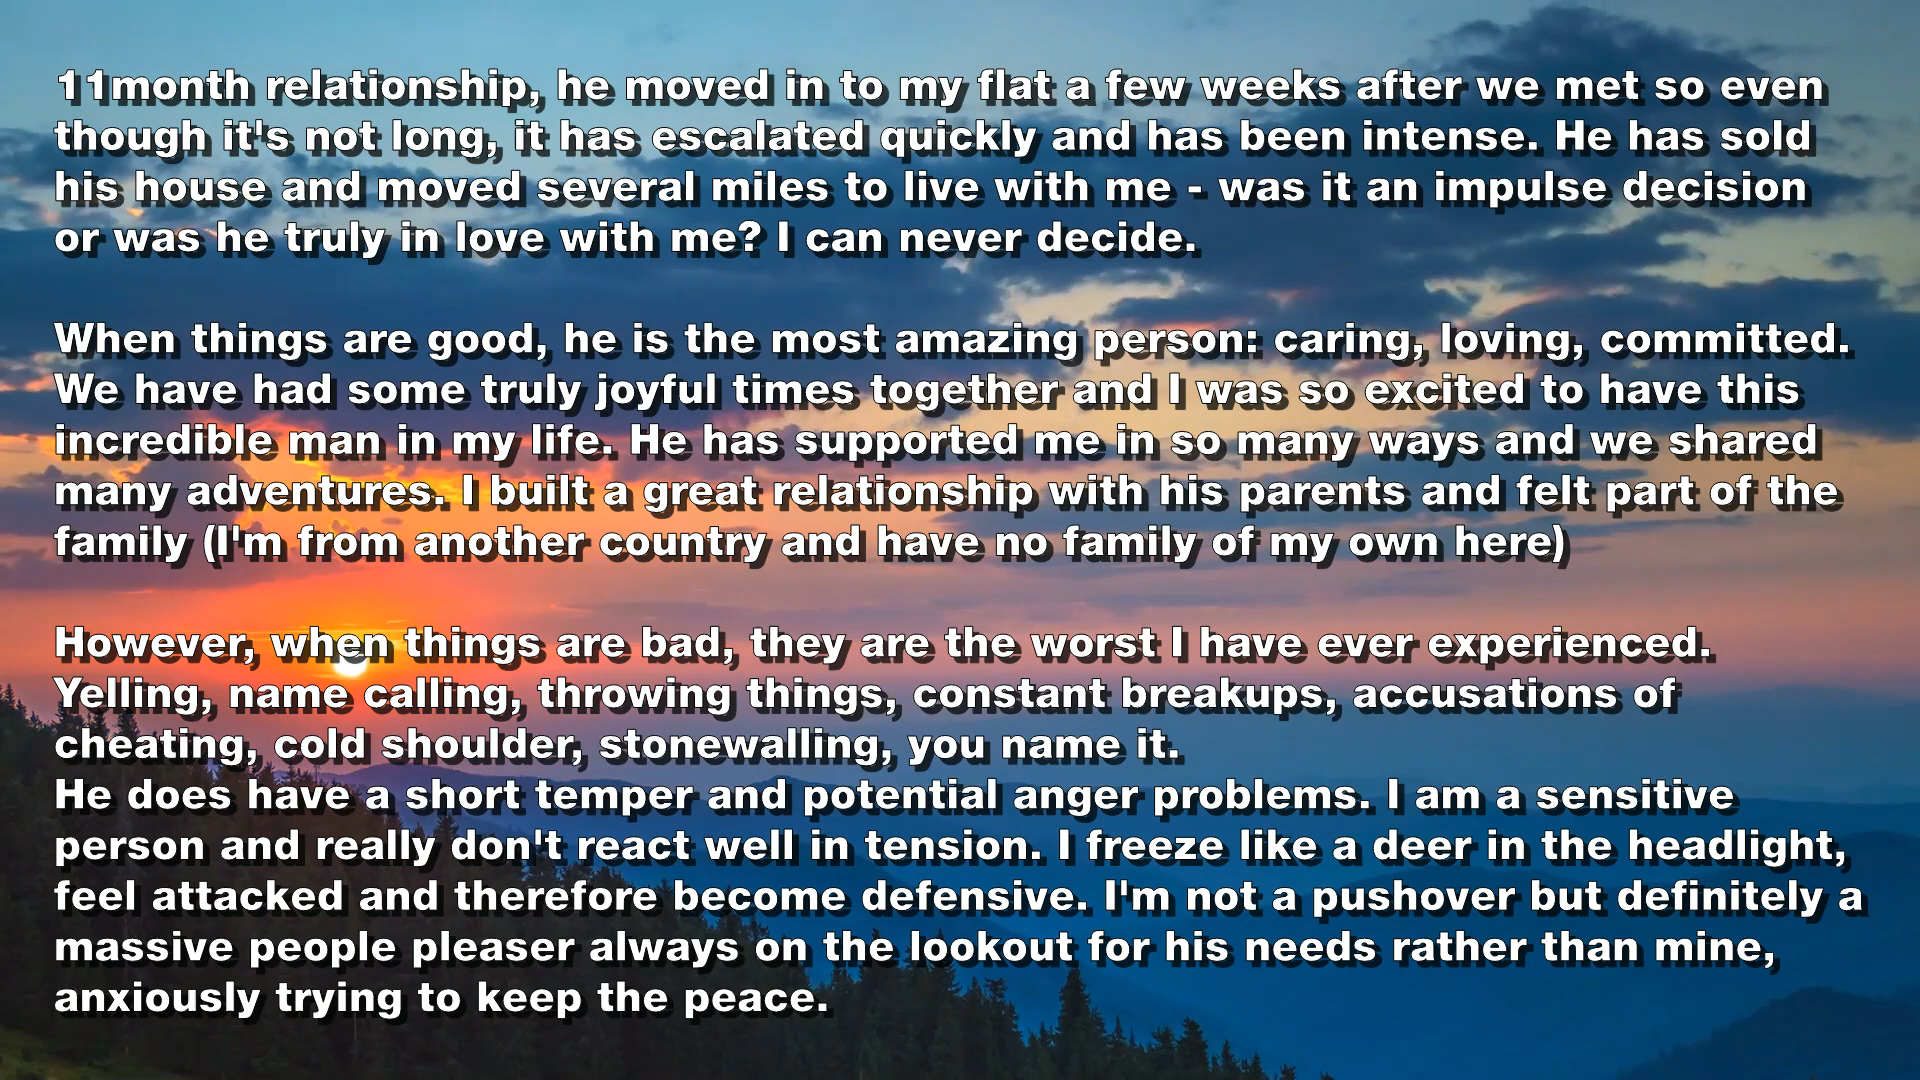 11month relationship, he moved in to my flat a few weeks after we met so even
though it's not long, it has escalated quickly and has been intense. He has sold
his house and moved several miles to live with me - was it an impulse decision
or was he truly in love with me? I can never decide.
When things are good, he is the most amazing person: caring, loving, committed.
We have had some truly joyful times together and I was so excited to have this
incredible man in my life. He has supported me in so many ways and we shared
many adventures. I built a great relationship with his parents and felt part of the
family (I'm from another country and have no family of my own here)
However, when things are bad, they are the worst I have ever experienced.
Yelling, name calling, throwing things, constant breakups, accusations of
cheating, cold shoulder, stonewalling, you name it.
He does have a short temper and potential anger problems. I am a sensitive
person and really don't react well in tension. I freeze like a deer in the headlight,
feel attacked and therefore become defensive. I'm not a pushover but definitely a
massive people pleaser always on the lookout for his needs rather than mine,
anxiously trying to keep the peace.